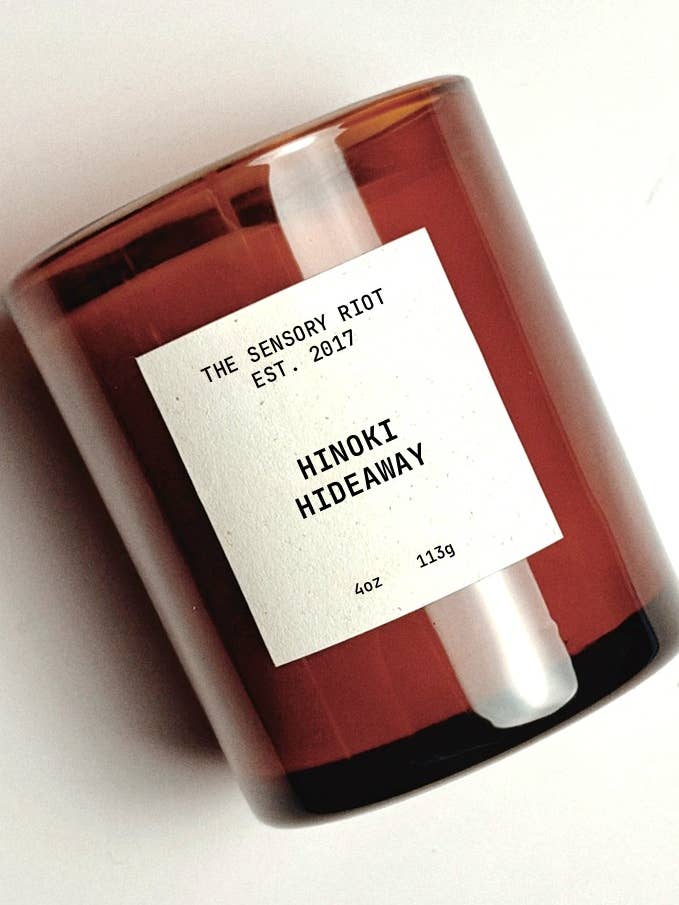 THE SENSORY RIOT
EST. 2017
HINOKI
HIDEAWAY
4oz 113g